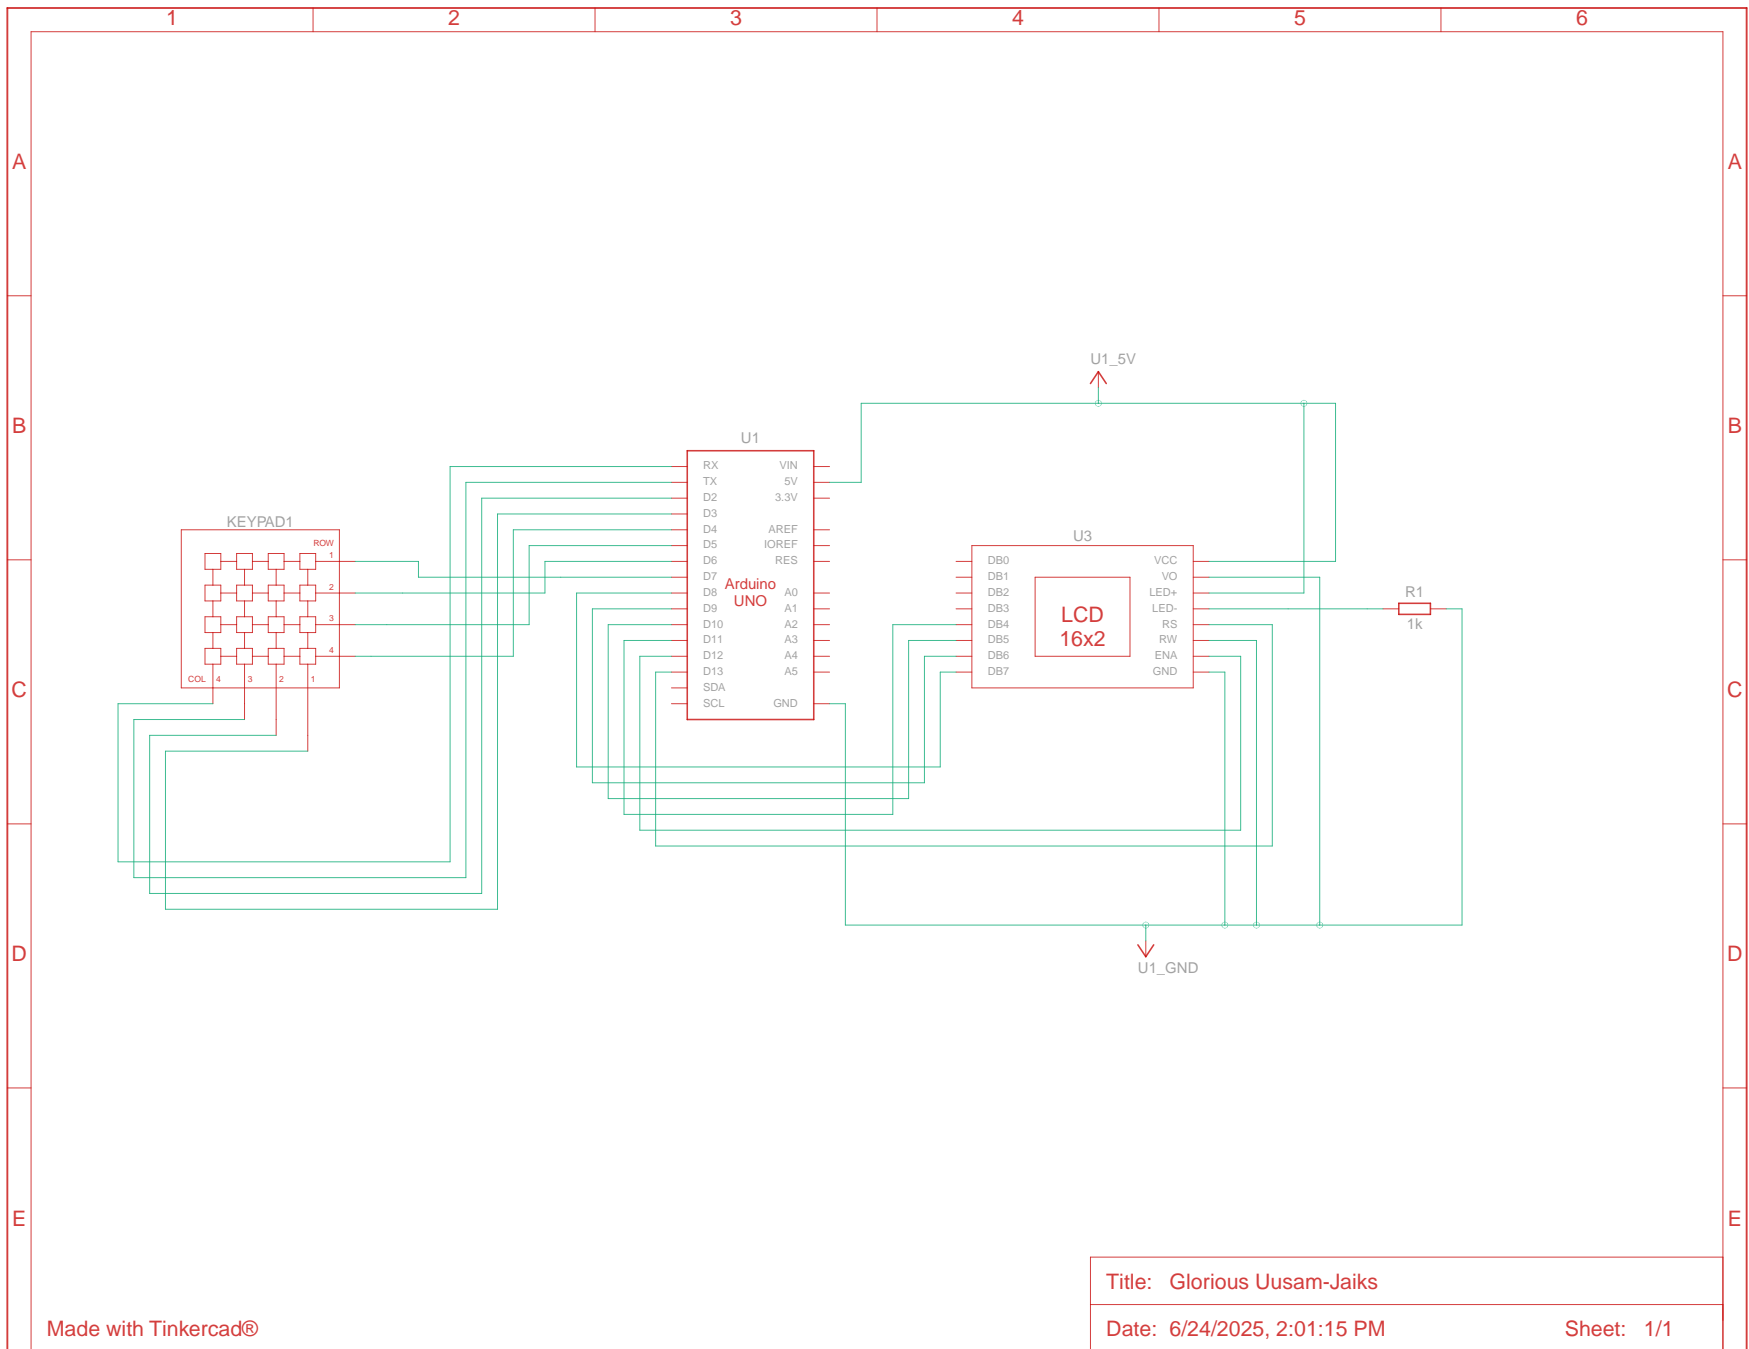 1 2 3 4 5 6
A A
U1_5V
B B
U1
RX VIN
TX 5V
D2 3.3V
D3
D4 AREF
D5 IOREF
D6 RES
D7
Arduino
UNO
D8 A0
D9 A1
D10 A2
D11 A3
D12 A4
D13 A5
SDA
SCL GND
KEYPAD1
ROW
1
2
3
4
COL 4 3 2 1
U3
DB0 VCC
DB1 VO
DB2 LED+
DB3 LED-
DB4 RS
DB5 RW
DB6 ENA
DB7 GND
LCD
16x2
R1
1k
C C
D D
U1_GND
E E
Title: Glorious Uusam-Jaiks
Made with Tinkercad®
Date: 6/24/2025, 2:01:15 PM Sheet: 1/1